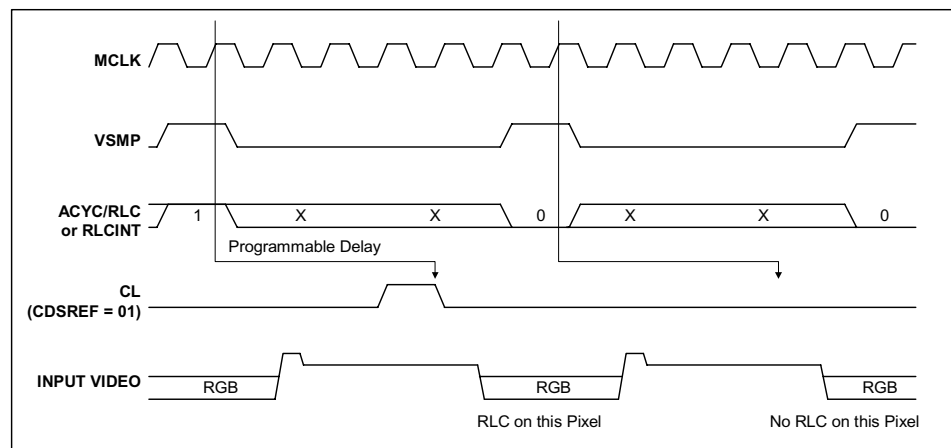 MCLK
VSMP
ACYC/RLC
or RLCINT
1 X X 0 X X 0
Programmable Delay
CL
(CDSREF = 01)
INPUT VIDEO
RGB RGB RGB
RLC on this Pixel No RLC on this Pixel